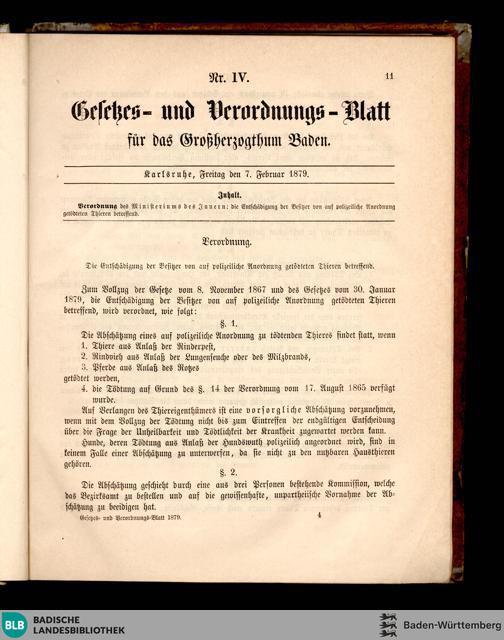 Nr. IV.
11
Gesetzes- und Verordnungs-Blatt
für das Großherzogthum Baden.
Karlsruhe, Freitag den 7. Februar 1879.
Inhalt.
Verordnung des Ministeriums des Innern: die Entschädigung der Besitzer von auf polizeiliche Anordnung
getödteten Thieren betreffend.
Verordnung.
Die Entschädigung der Besitzer von auf polizeiliche Anordnung getödteten Thieren betreffend.
Zum Vollzug der Gesetze vom 8. November 1867 und des Gesetzes vom 30. Januar
1879, die Entschädigung der Besitzer von auf polizeiliche Anordnung getödteten Thieren
betreffend, wird verordnet, wie folgt:
§. 1.
Die Abschätzung eines auf polizeiliche Anordnung zu tödtenden Thieres findet statt, wenn
1. Thiere aus Anlaß der Rinderpest,
2. Rindvieh aus Anlaß der Lungenseuche oder des Milzbrands,
3. Pferde aus Anlaß des Rotzes
getödtet werden,
4. die Tödtung auf Grund des §. 14 der Verordnung vom 17. August 1865 verfügt
wurde.
Auf Verlangen des Thiereigenthümers ist eine vorsorgliche Abschätzung vorzunehmen,
wenn mit dem Vollzug der Tödtung nicht bis zum Eintreffen der endgültigen Entscheidung
über die Frage der Unheilbarkeit und Tödtlichkeit der Krankheit zugewartet werden kann.
Hunde, deren Tödtung aus Anlaß der Hundswuth polizeilich angeordnet wird, sind in
keinem Falle einer Abschätzung zu unterwerfen, da sie nicht zu den nutzbaren Hausthieren
gehören.
§. 2.
Die Abschätzung geschieht durch eine aus drei Personen bestehende Kommission, welche
das Bezirksamt zu bestellen und auf die gewissenhafte, unpartheiische Vornahme der Ab-
schätzung zu beeidigen hat.
Gesetzes- und Verordnungs-Blatt 1879.
4
BLB BADISCHE
LANDESBIBLIOTHEK
Baden-Württemberg